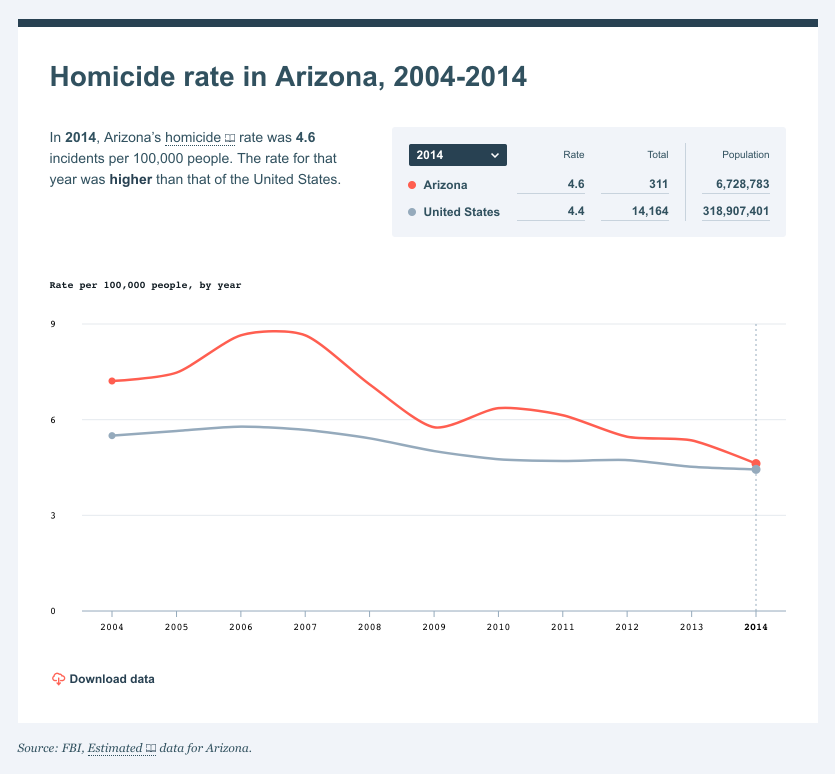 Homicide rate in Arizona, 2004-2014
In 2014, Arizona’s homicide rate was 4.6
incidents per 100,000 people. The rate for that
year was higher than that of the United States.
2014 Rate Total Population
Arizona 4.6 311 6,728,783
United States 4.4 14,164 318,907,401
Rate per 100,000 people, by year
9
6
3
0
2004 2005 2006 2007 2008 2009 2010 2011 2012 2013 2014
Download data
Source: FBI, Estimated data for Arizona.